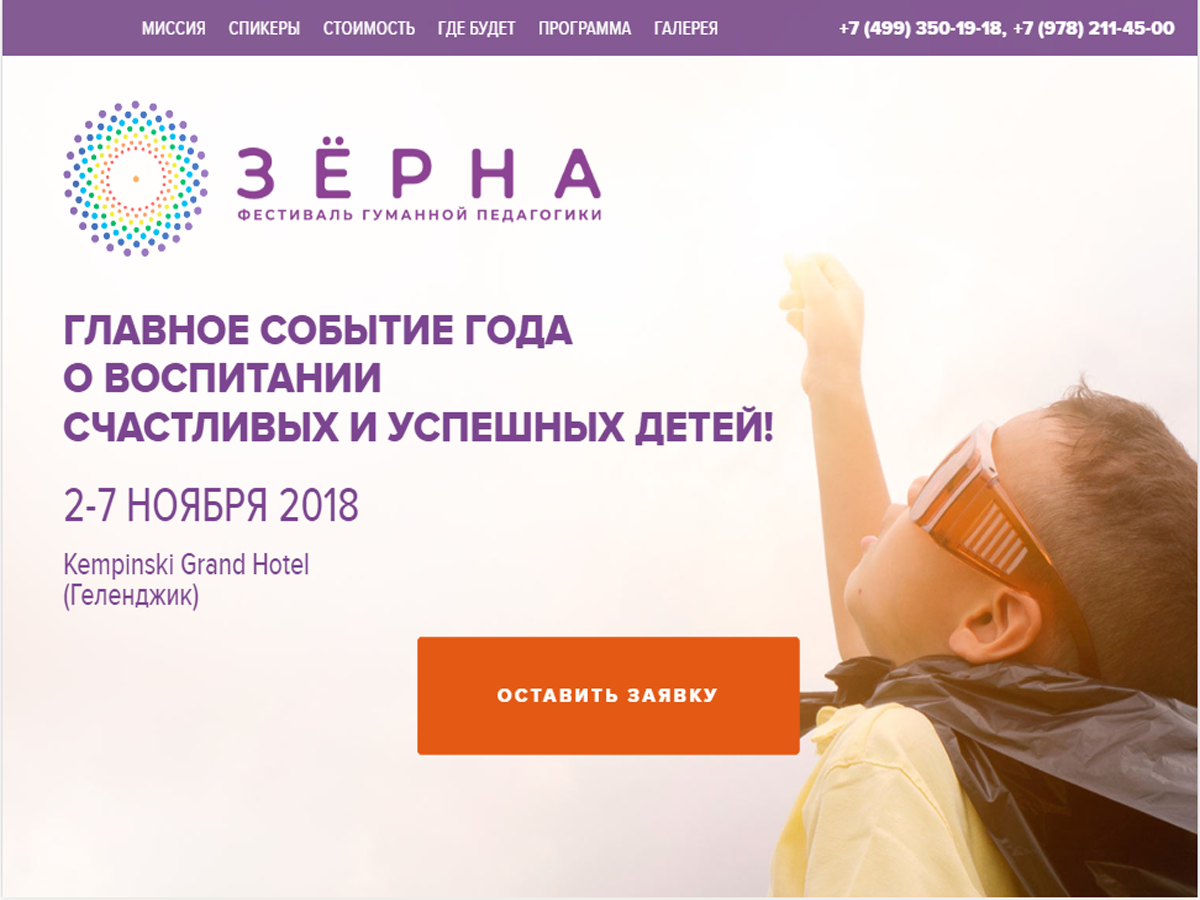 МИССИЯ СПИКЕРЫ СТОИМОСТЬ ГДЕ БУДЕТ ПРОГРАММА ГАЛЕРЕЯ +7 (499) 350-19-18, +7 (978) 211-45-00
ЗЁРНА
ФЕСТИВАЛЬ ГУМАННОЙ ПЕДАГОГИКИ
ГЛАВНОЕ СОБЫТИЕ ГОДА
О ВОСПИТАНИИ
СЧАСТЛИВЫХ И УСПЕШНЫХ ДЕТЕЙ!
2-7 НОЯБРЯ 2018
Kempinski Grand Hotel
(Геленджик)
ОСТАВИТЬ ЗАЯВКУ